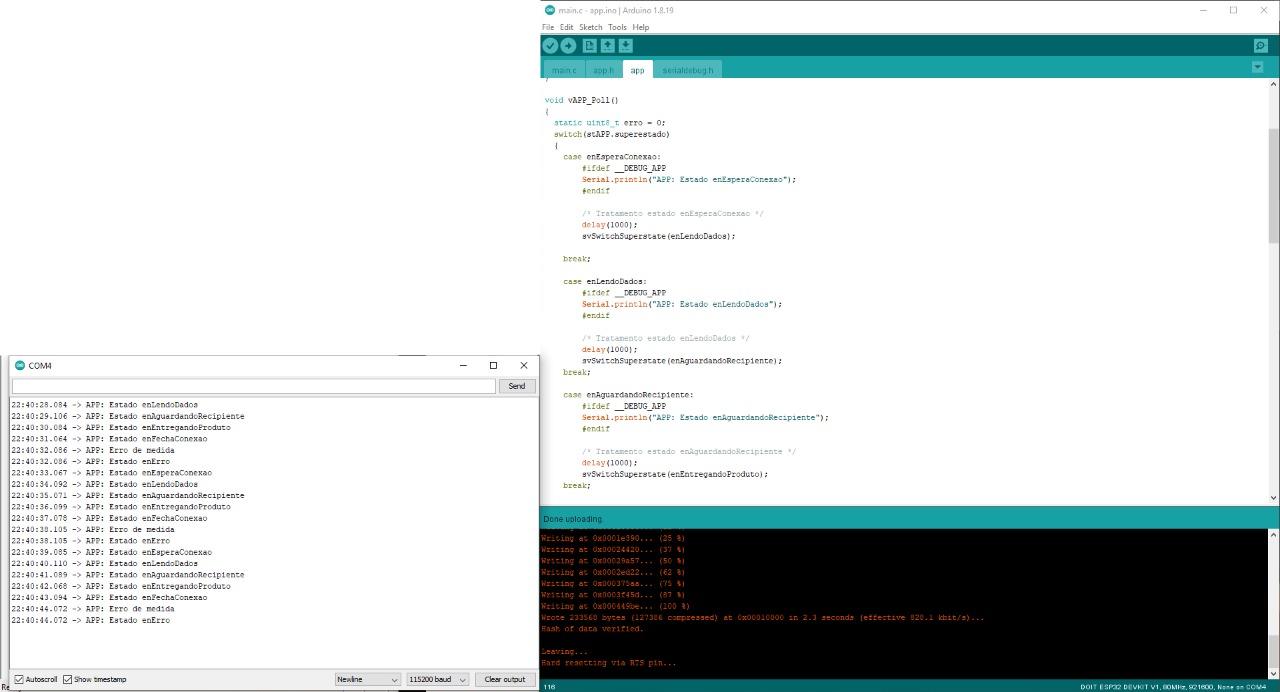 main.c - app.ino | Arduino 1.8.19
File Edit Sketch Tools Help
main.c app.h app serialdebug.h
}
void vAPP_Poll()
{
static uint8_t erro = 0;
switch(stAPP.superestado)
{
case enEsperaConexao:
#ifdef __DEBUG_APP
Serial.println("APP: Estado enEsperaConexao");
#endif
/* Tratamento estado enEsperaConexao */
delay(1000);
svSwitchSuperstate(enLendoDados);
break;
case enLendoDados:
#ifdef __DEBUG_APP
Serial.println("APP: Estado enLendoDados");
#endif
/* Tratamento estado enLendoDados */
delay(1000);
svSwitchSuperstate(enAguardandoRecipiente);
break;
case enAguardandoRecipiente:
#ifdef __DEBUG_APP
Serial.println("APP: Estado enAguardandoRecipiente");
#endif
/* Tratamento estado enAguardandoRecipiente */
delay(1000);
svSwitchSuperstate(enEntregandoProduto);
break;
Done uploading.
Writing at 0x0001e390... (25 %)
Writing at 0x00024420... (37 %)
Writing at 0x00029a57... (50 %)
Writing at 0x0002ed22... (62 %)
Writing at 0x000375aa... (75 %)
Writing at 0x0003f45d... (87 %)
Writing at 0x000449be... (100 %)
Wrote 233568 bytes (127386 compressed) at 0x00010000 in 2.3 seconds (effective 820.1 kbit/s)...
Hash of data verified.
Leaving...
Hard resetting via RTS pin...
116 DOIT ESP32 DEVKIT V1, 80MHz, 921600, None on COM4
COM4
Send
22:40:28.084 -> APP: Estado enLendoDados
22:40:29.106 -> APP: Estado enAguardandoRecipiente
22:40:30.082 -> APP: Estado enEntregandoProduto
22:40:31.064 -> APP: Estado enFechaConexao
22:40:32.086 -> APP: Erro de medida
22:40:32.086 -> APP: Estado enErro
22:40:33.067 -> APP: Estado enEsperaConexao
22:40:34.092 -> APP: Estado enLendoDados
22:40:35.071 -> APP: Estado enAguardandoRecipiente
22:40:36.099 -> APP: Estado enEntregandoProduto
22:40:37.078 -> APP: Estado enFechaConexao
22:40:38.105 -> APP: Erro de medida
22:40:38.105 -> APP: Estado enErro
22:40:39.085 -> APP: Estado enEsperaConexao
22:40:40.110 -> APP: Estado enLendoDados
22:40:41.089 -> APP: Estado enAguardandoRecipiente
22:40:42.068 -> APP: Estado enEntregandoProduto
22:40:43.094 -> APP: Estado enFechaConexao
22:40:44.072 -> APP: Erro de medida
22:40:44.072 -> APP: Estado enErro
Autoscroll Show timestamp Newline 115200 baud Clear output